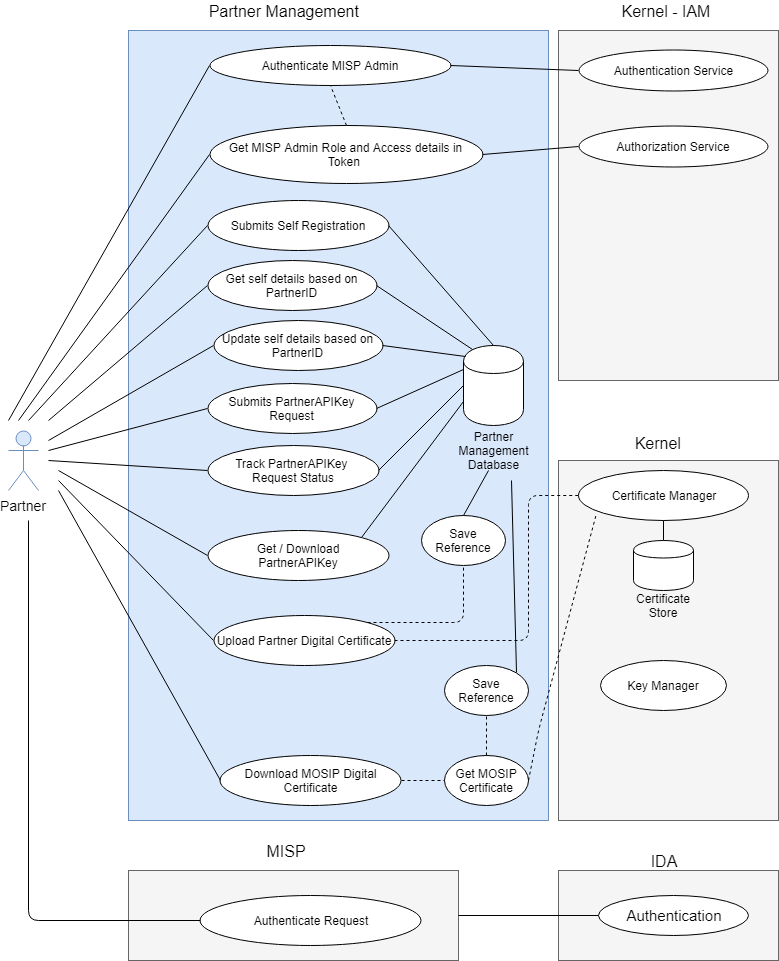 Partner Management
Kernel - IAM
Authenticate MISP Admin
Authentication Service
Get MISP Admin Role and Access details in
Token
Authorization Service
Submits Self Registration
Get self details based on
PartnerID
Update self details based on
PartnerID
Submits PartnerAPIKey
Request
Partner
Management
Database
Kernel
Track PartnerAPIKey
Request Status
Partner
Certificate Manager
Save
Reference
Get / Download
PartnerAPIKey
Certificate
Store
Upload Partner Digital Certificate
Save
Reference
Key Manager
Download MOSIP Digital
Certificate
Get MOSIP
Certificate
MISP
IDA
Authenticate Request
Authentication